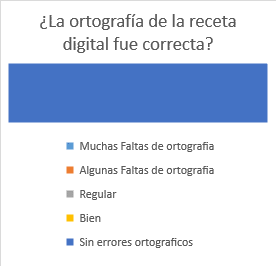 ¿La ortografía de la receta
digital fue correcta?
Muchas Faltas de ortografia
Algunas Faltas de ortografia
Regular
Bien
Sin errores ortograficos